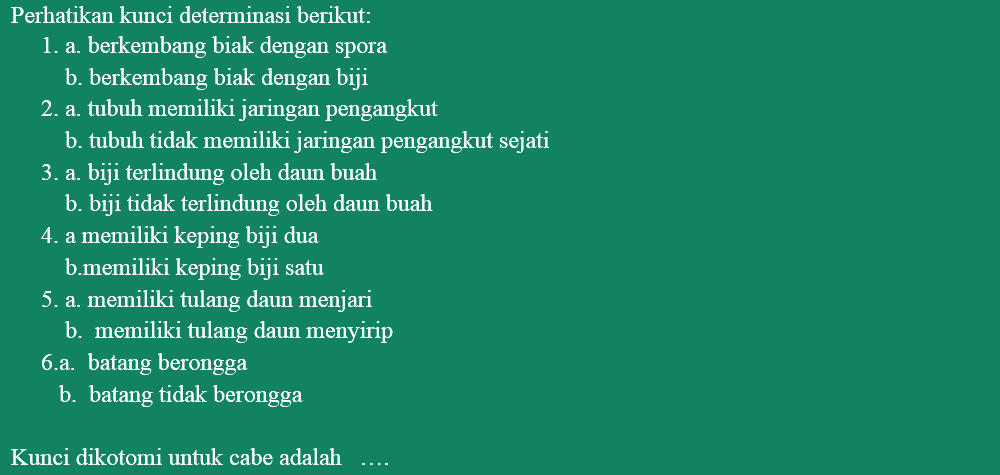 Perhatikan kunci determinasi berikut:
1. a. berkembang biak dengan spora
b. berkembang biak dengan biji
2. a. tubuh memiliki jaringan pengangkut
b. tubuh tidak memiliki jaringan pengangkut sejati
3. a. biji terlindung oleh daun buah
b. biji tidak terlindung oleh daun buah
4. a memiliki keping biji dua
b.memiliki keping biji satu
5. a. memiliki tulang daun menjari
b. memiliki tulang daun menyirip
6.a. batang berongga
b. batang tidak berongga
Kunci dikotomi untuk cabe adalah ....